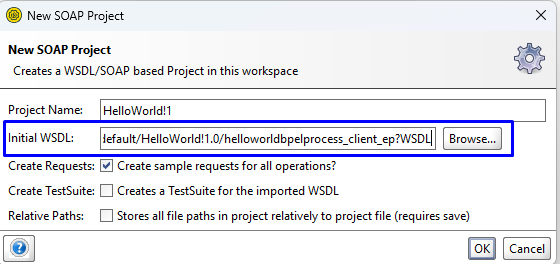 New SOAP Project
New SOAP Project
Creates a WSDL/SOAP based Project in this workspace
Project Name: HelloWorld!1
Initial WSDL: default/HelloWorld!1.0/helloworldbpelprocess_client_ep?WSDL Browse...
Create Requests: Create sample requests for all operations?
Create TestSuite: Creates a TestSuite for the imported WSDL
Relative Paths: Stores all file paths in project relatively to project file (requires save)
? OK Cancel